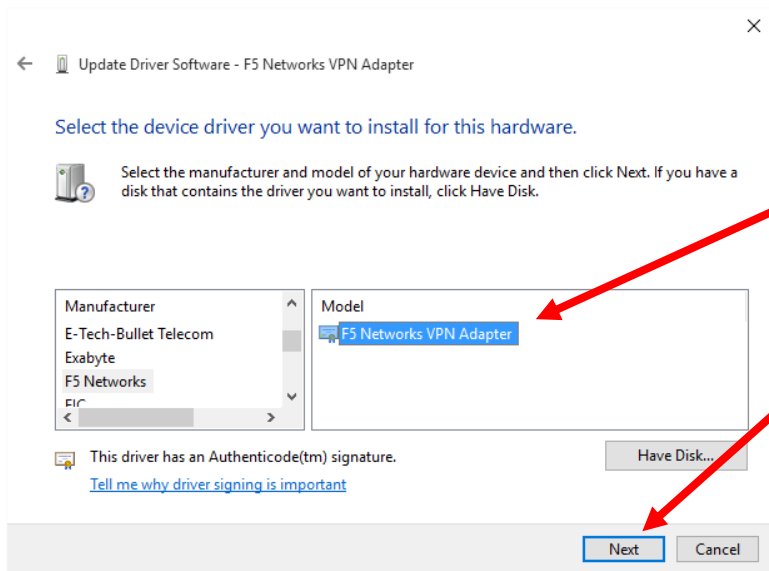 Update Driver Software - F5 Networks VPN Adapter
Select the device driver you want to install for this hardware.
Select the manufacturer and model of your hardware device and then click Next. If you have a
disk that contains the driver you want to install, click Have Disk.
Manufacturer
E-Tech-Bullet Telecom
Exabyte
F5 Networks
FIC
Model
F5 Networks VPN Adapter
This driver has an Authenticode(tm) signature.
Tell me why driver signing is important
Have Disk...
Next
Cancel